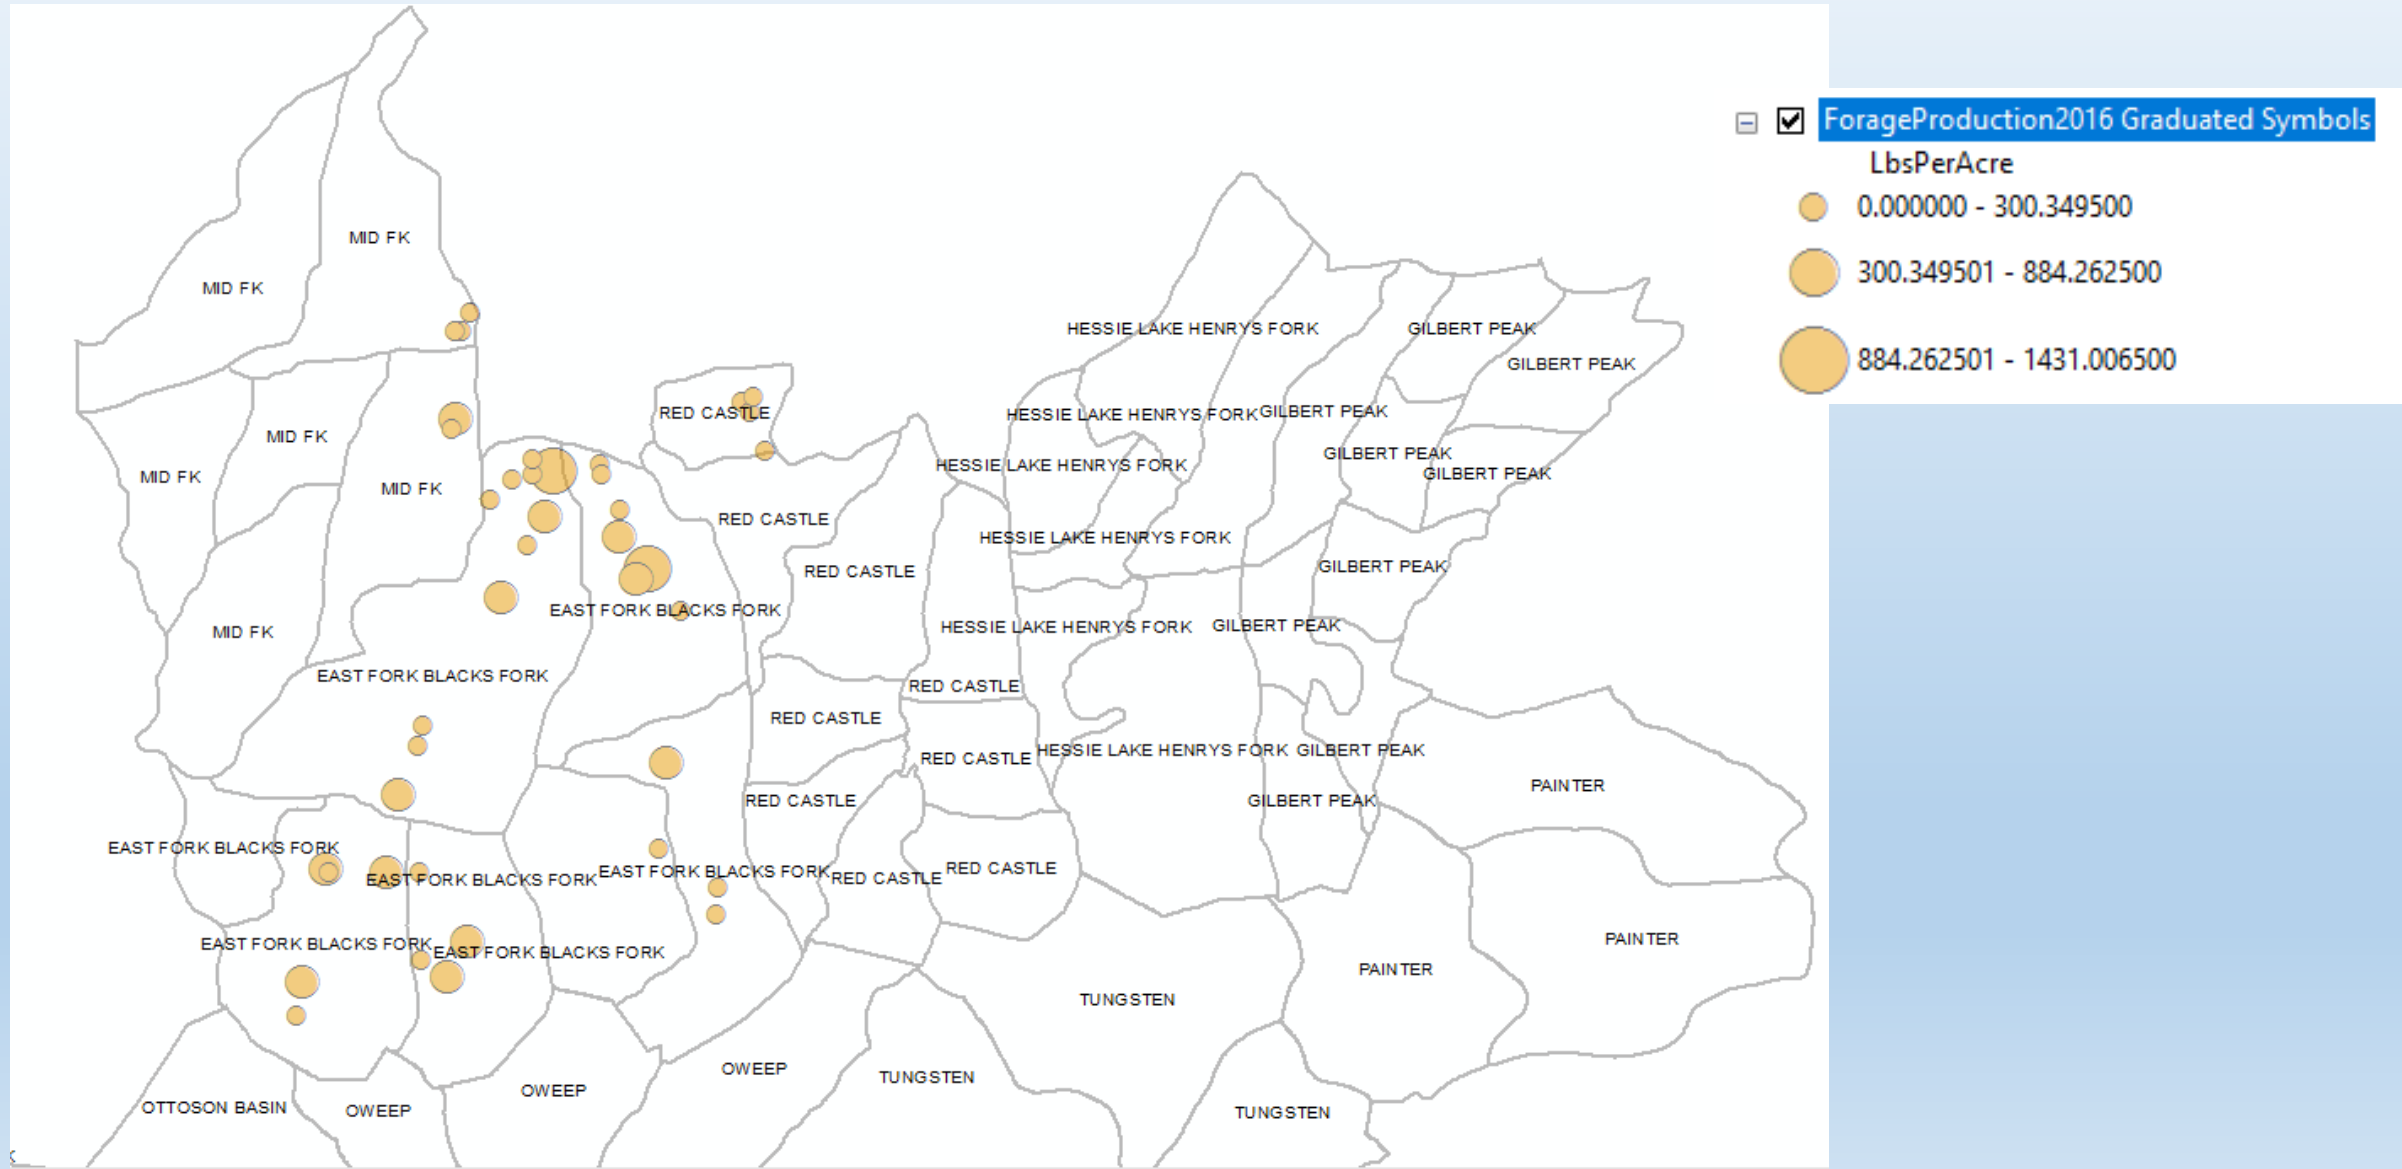 ForageProduction2016 Graduated Symbols
LbsPerAcre
0.000000 - 300.349500
300.349501 - 884.262500
884.262501 - 1431.006500
MID FK
MID FK
HESSIE LAKE HENRYS FORK
GILBERT PEAK
GILBERT PEAK
RED CASTLE
HESSIE LAKE HENRYS FORK
GILBERT PEAK
MID FK
GILBERT PEAK
HESSIE LAKE HENRYS FORK
GILBERT PEAK
MID FK
MID FK
RED CASTLE
HESSIE LAKE HENRYS FORK
GILBERT PEAK
RED CASTLE
EAST FORK BLACKS FORK
HESSIE LAKE HENRYS FORK
GILBERT PEAK
MID FK
EAST FORK BLACKS FORK
RED CASTLE
RED CASTLE
HESSIE LAKE HENRYS FORK
GILBERT PEAK
RED CASTLE
PAINTER
RED CASTLE
GILBERT PEAK
EAST FORK BLACKS FORK
EAST FORK BLACKS FORK
EAST FORK BLACKS FORK
RED CASTLE
RED CASTLE
EAST FORK BLACKS FORK
EAST FORK BLACKS FORK
PAINTER
PAINTER
TUNGSTEN
OWEEP
TUNGSTEN
OWEEP
OTTOSON BASIN
OWEEP
TUNGSTEN